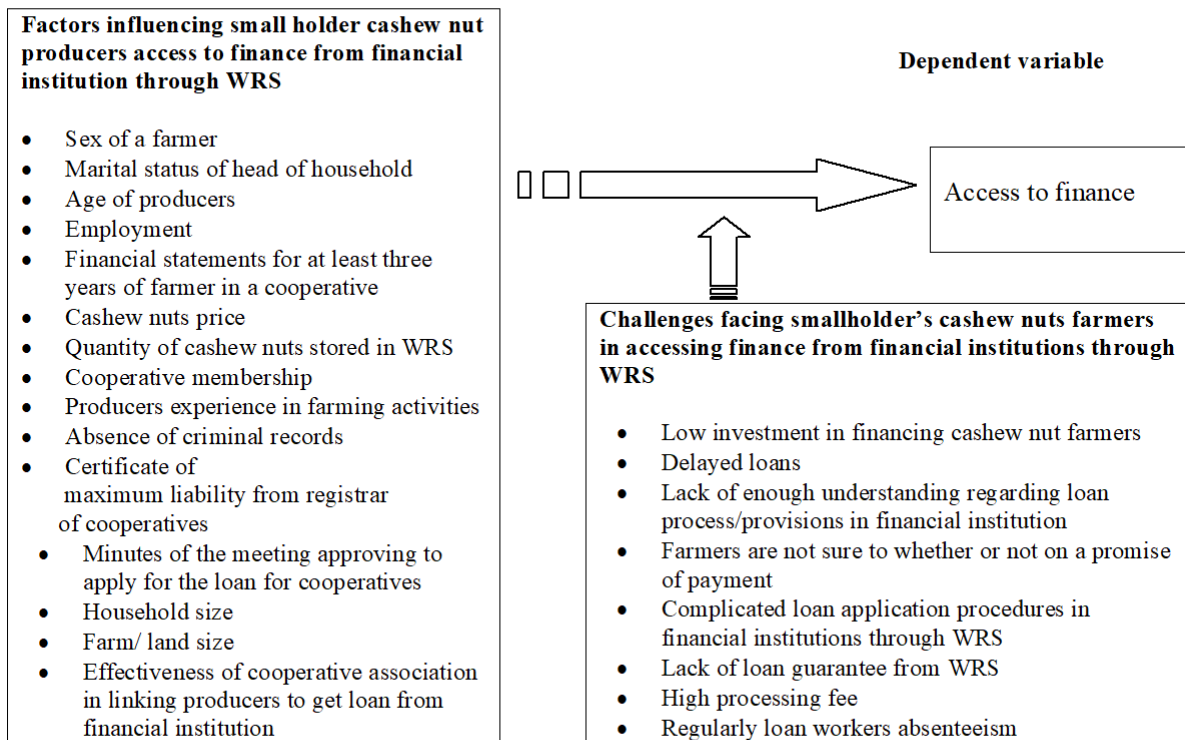 Factors influencing small holder cashew nut
producers access to finance from financial
institution through WRS
• Sex of a farmer
• Marital status of head of household
• Age of producers
• Employment
• Financial statements for at least three
years of farmer in a cooperative
• Cashew nuts price
• Quantity of cashew nuts stored in WRS
• Cooperative membership
• Producers experience in farming activities
• Absence of criminal records
• Certificate of
maximum liability from registrar
of cooperatives
• Minutes of the meeting approving to
apply for the loan for cooperatives
• Household size
• Farm/ land size
• Effectiveness of cooperative association
in linking producers to get loan from
financial institution
Dependent variable
Access to finance
Challenges facing smallholder’s cashew nuts farmers
in accessing finance from financial institutions through
WRS
• Low investment in financing cashew nut farmers
• Delayed loans
• Lack of enough understanding regarding loan
process/provisions in financial institution
• Farmers are not sure to whether or not on a promise
of payment
• Complicated loan application procedures in
financial institutions through WRS
• Lack of loan guarantee from WRS
• High processing fee
• Regularly loan workers absenteeism